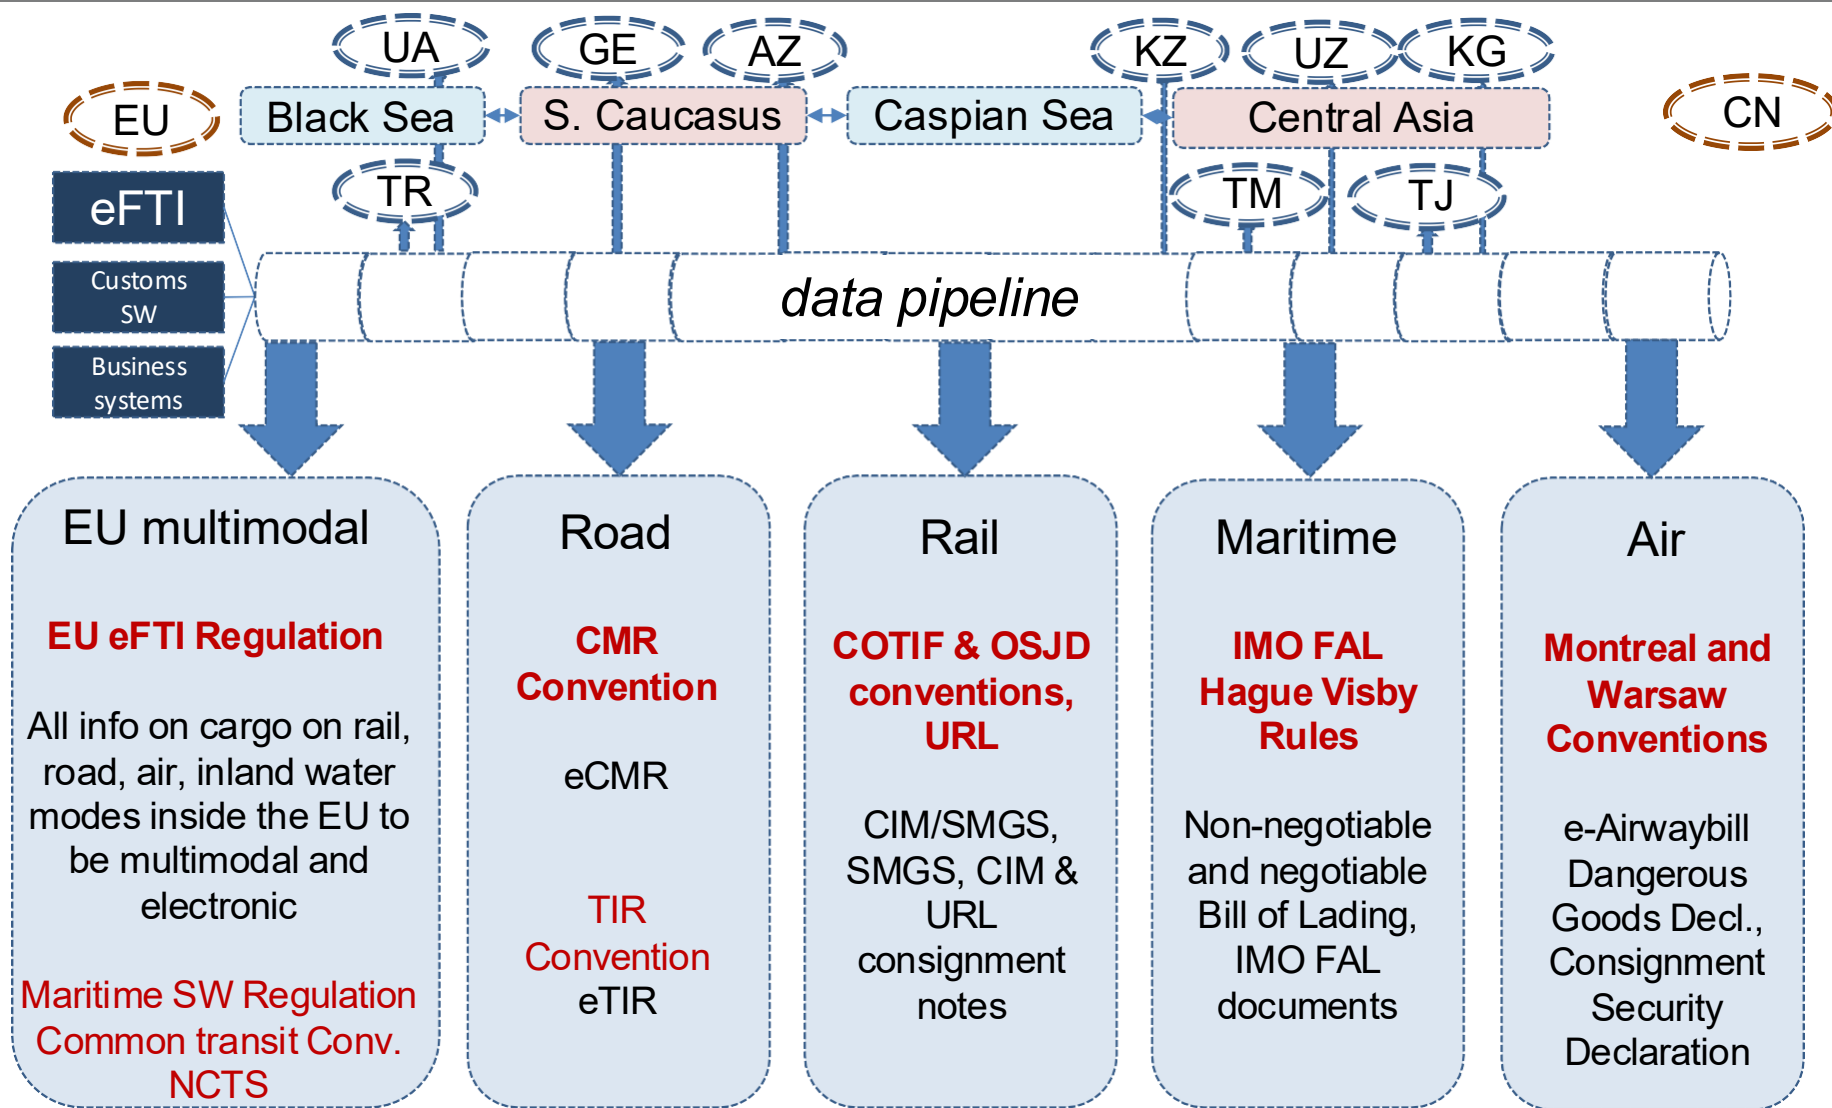 UA
GE
AZ
KZ
UZ
KG
EU
Black Sea
S. Caucasus
Caspian Sea
Central Asia
CN
TR
TM
TJ
eFTI
Customs
SW
Business
systems
data pipeline
EU multimodal
EU eFTI Regulation
All info on cargo on rail,
road, air, inland water
modes inside the EU to
be multimodal and
electronic
Maritime SW Regulation
Common transit Conv.
NCTS
Road
CMR
Convention
eCMR
TIR
Convention
eTIR
Rail
COTIF & OSJD
conventions,
URL
CIM/SMGS,
SMGS, CIM &
URL
consignment
notes
Maritime
IMO FAL
Hague Visby
Rules
Non-negotiable
and negotiable
Bill of Lading,
IMO FAL
documents
Air
Montreal and
Warsaw
Conventions
e-Airwaybill
Dangerous
Goods Decl.,
Consignment
Security
Declaration